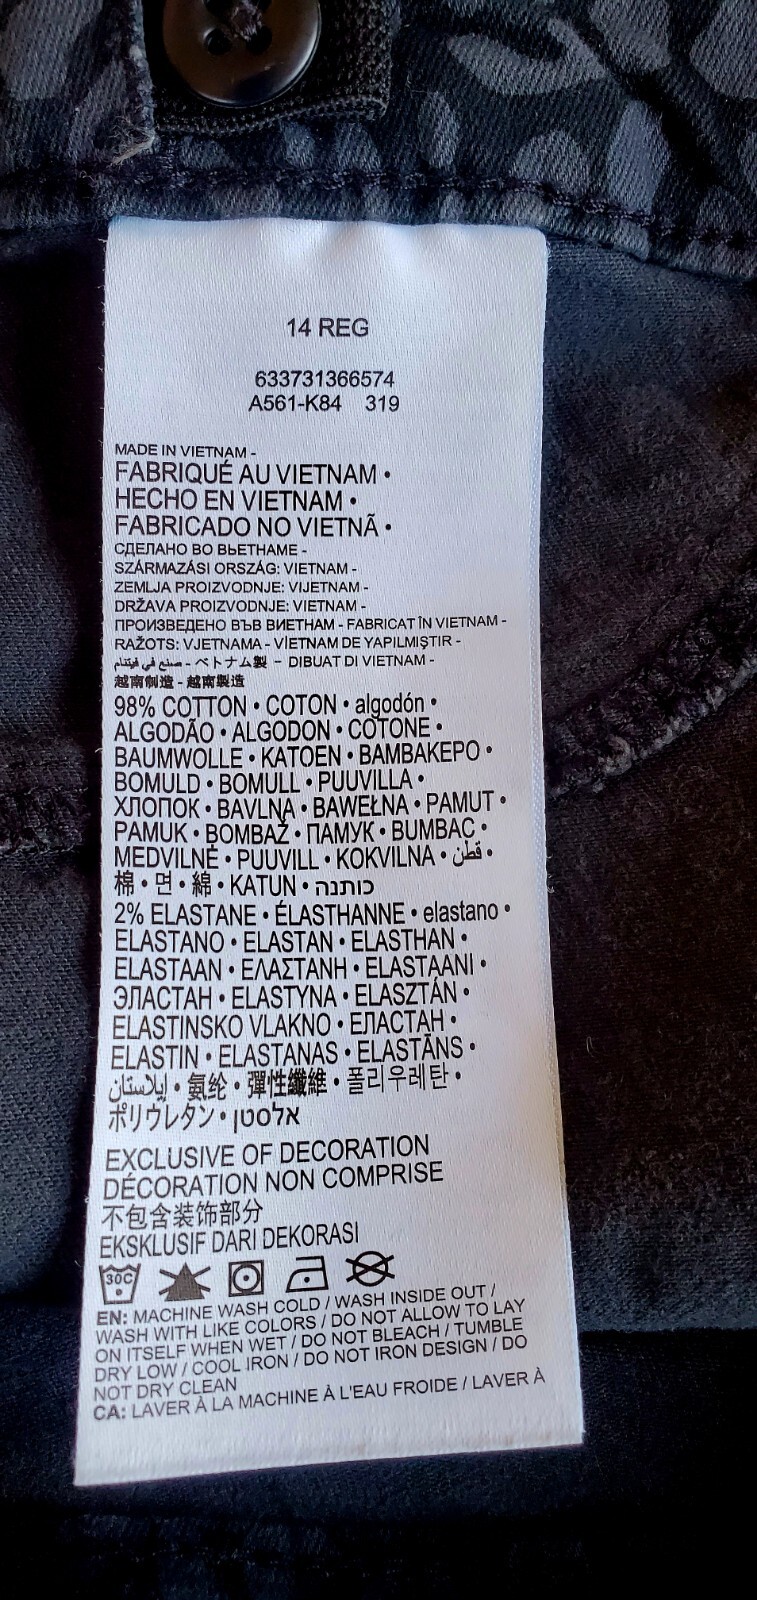 14 REG
633731366574
A561-K84 319
MADE IN VIETNAM -
FABRIQUÉ AU VIETNAM •
HECHO EN VIETNAM •
FABRICADO NO VIETNÃ •
СДЕЛАНО ВО ВЬЕТНАМЕ -
SZÁRMAZÁSI ORSZÁG: VIETNAM -
ZEMLJA PROIZVODNJE: VIJETNAM -
DRŽAVA PROIZVODNJE: VIETNAM -
ПРОИЗВЕДЕНО ВЪВ ВИЕТНАМ - FABRICAT ÎN VIETNAM -
RAŽOTS: VJETNAMA - VİETNAM DE YAPILMIŞTIR -
صنع في فيتنام - ベトナム製 - DIBUAT DI VIETNAM -
越南制造 - 越南製造
98% COTTON • COTON • algodón •
ALGODÃO • ALGODON • COTONE •
BAUMWOLLE • KATOEN • ΒΑΜΒΑΚΕΡΟ •
BOMULD • BOMULL • PUUVILLA •
ХЛОПОК • BAVLNA • BAWEŁNA • PAMUT •
PAMUK • BOMBAŽ • ПАМУК • BUMBAC •
MEDVILNĖ • PUUVILL • KOKVILNA • قطن •
棉 • 면 • 綿 • KATUN • כותנה
2% ELASTANE • ÉLASTHANNE • elastano •
ELASTANO • ELASTAN • ELASTHAN •
ELASTAAN • ΕΛΑΣΤΑΝΗ • ELASTAANI •
ЭЛАСТАН • ELASTYNA • ELASZTÁN •
ELASTINSKO VLAKNO • ЕЛАСТАН •
ELASTIN • ELASTANAS • ELASTĀNS •
إيلاستان • 氨纶 • 彈性纖維 • 폴리우레탄 •
ポリウレタン • אלסטן
EXCLUSIVE OF DECORATION
DÉCORATION NON COMPRISE
不包含装饰部分
EKSKLUSIF DARI DEKORASI
30C
EN: MACHINE WASH COLD / WASH INSIDE OUT /
WASH WITH LIKE COLORS / DO NOT ALLOW TO LAY
ON ITSELF WHEN WET / DO NOT BLEACH / TUMBLE
DRY LOW / COOL IRON / DO NOT IRON DESIGN / DO
NOT DRY CLEAN
CA: LAVER À LA MACHINE À L'EAU FROIDE / LAVER À